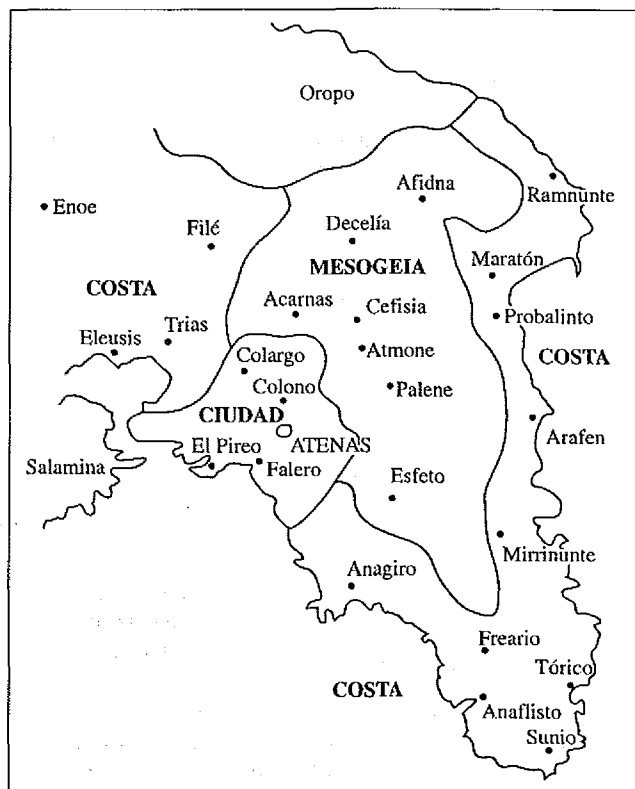 Oropo
Afidna
Ramnunte
Enoe
Filé
Decelía
MESOGEIA
Maratón
COSTA
Acarnas
Cefisia
Probalinto
Eleusis
Trias
Colargo
Atmone
COSTA
Colono
Palene
CIUDAD
Arafen
ATENAS
El Pireo
Salamina
Falero
Esfeto
Mirrinunte
Anagiro
Freario
Tórico
COSTA
Anaflisto
Sunio